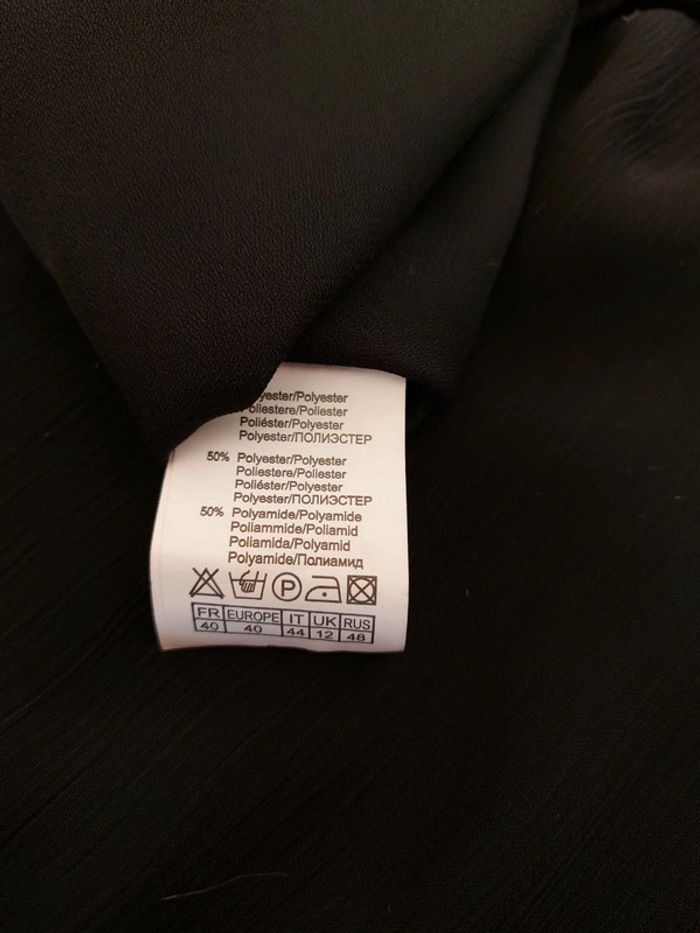 yester/Polyester
oliestere/Poliester
Poliéster/Polyester
Polyester/ПОЛИЭСТЕР
50% Polyester/Polyester
Poliestere/Poliester
Poliéster/Polyester
Polyester/ПОЛИЭСТЕР
50% Polyamide/Polyamide
Poliammide/Poliamid
Poliamida/Polyamid
Polyamide/Полиамид
P
FR EUROPE IT UK RUS
40 40 44 12 48